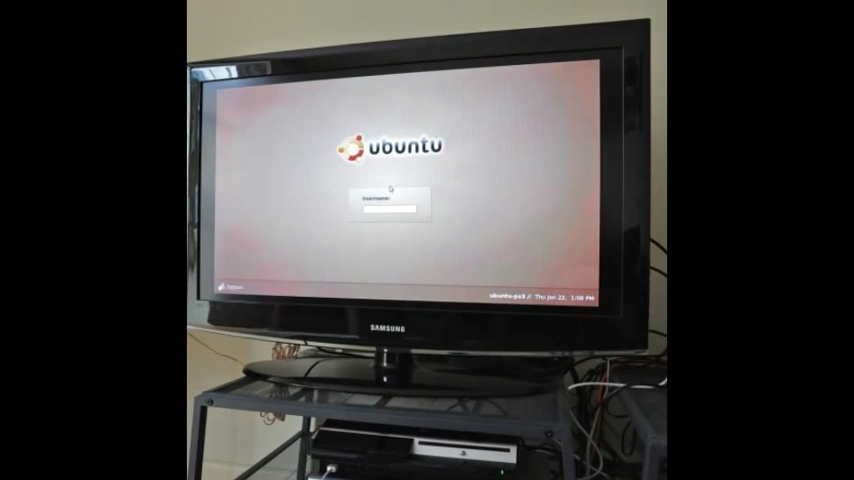 ubuntu
Username:
Options
ubuntu-ps3 // Thu Jan 22, 1:08 PM
SAMSUNG